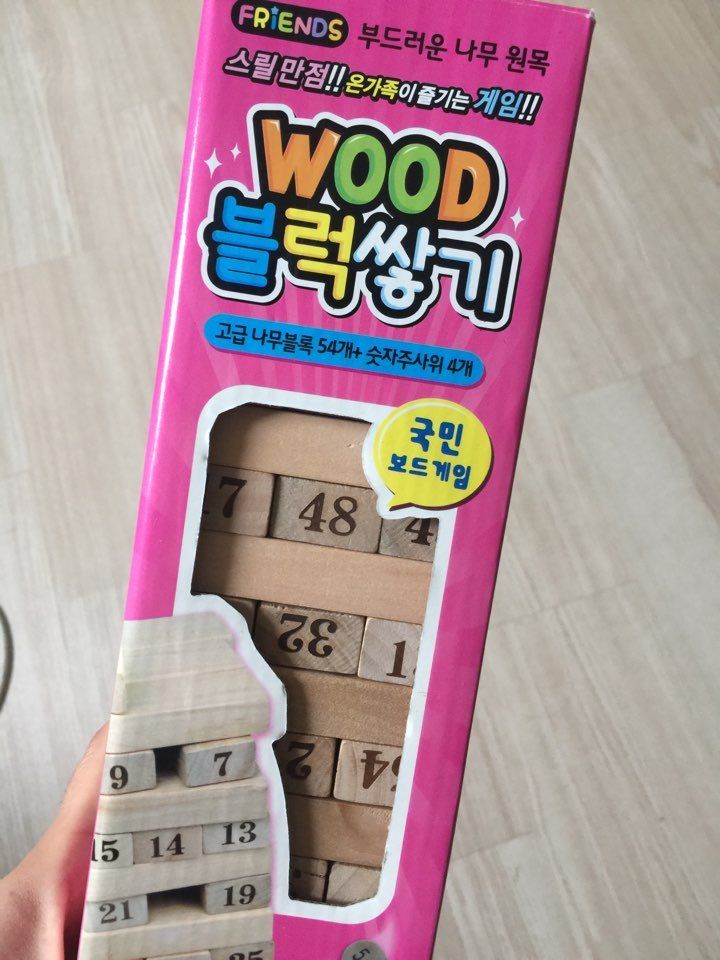 FRiENDS
부드러운 나무 원목
스릴 만점!! 온가족이 즐기는 게임!!
WOOD
블럭쌓기
고급 나무블록 54개+ 숫자주사위 4개
국민
보드게임
48
32
9 7
15 14 13
21 19